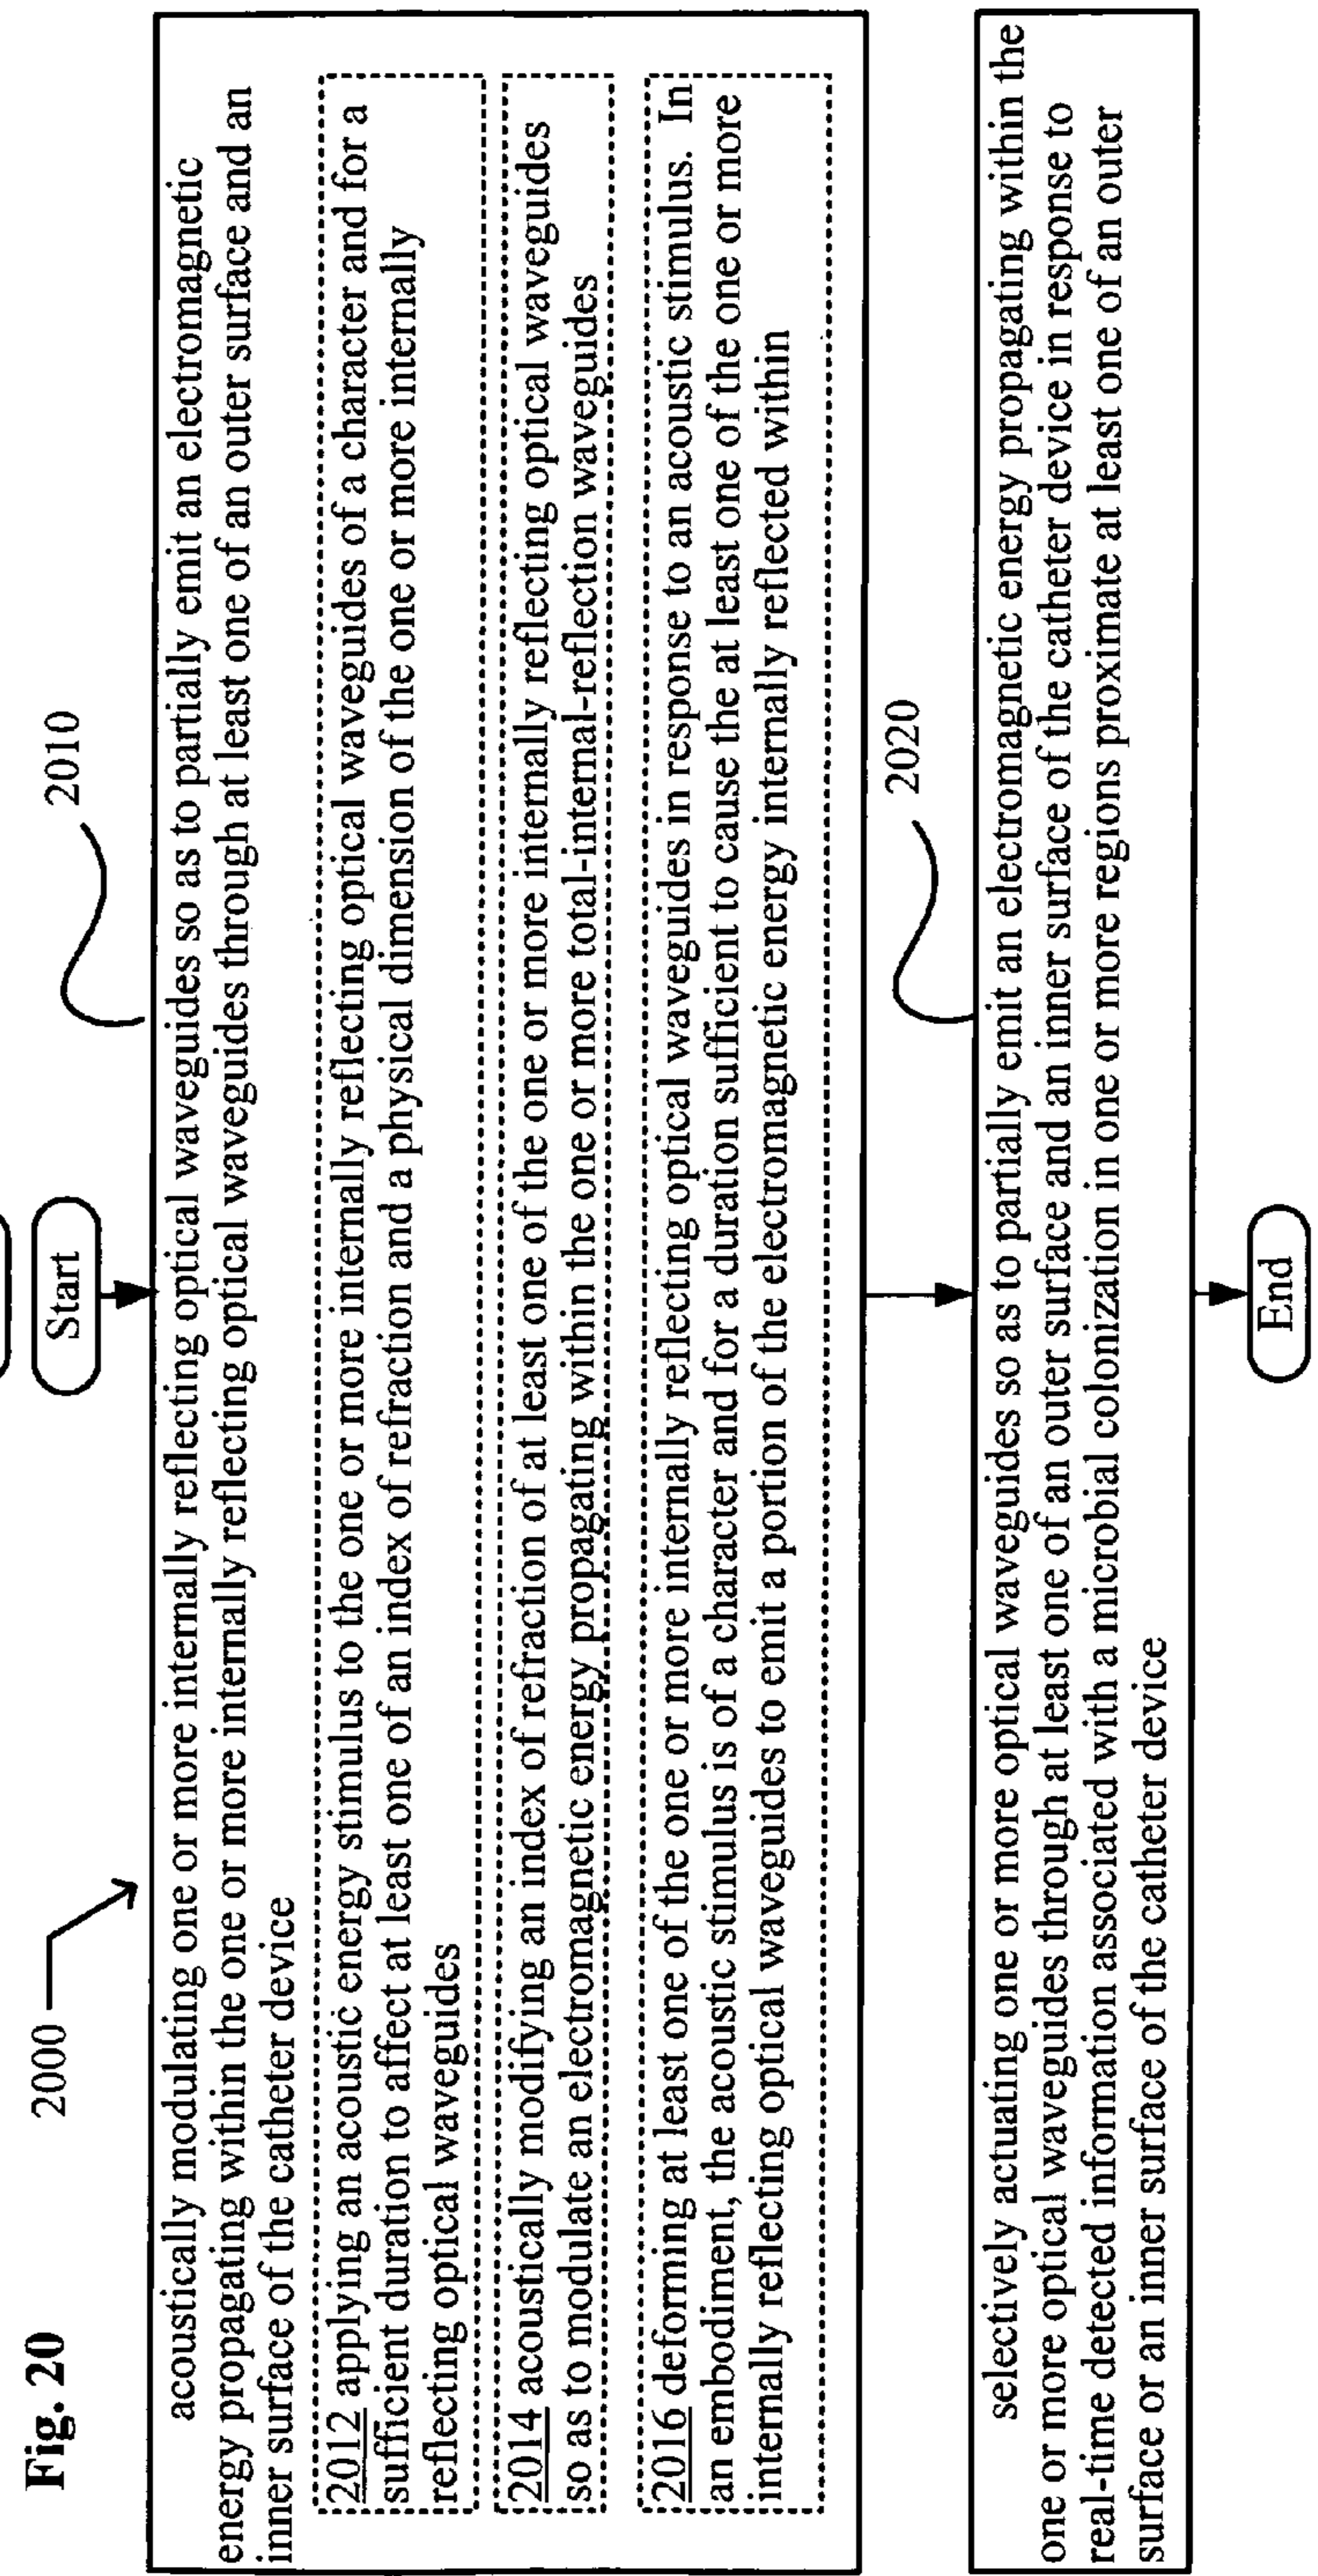 Fig. 20
2000
Start
2010
acoustically modulating one or more internally reflecting optical waveguides so as to partially emit an electromagnetic
energy propagating within the one or more internally reflecting optical waveguides through at least one of an outer surface and an
inner surface of the catheter device
2012 applying an acoustic energy stimulus to the one or more internally reflecting optical waveguides of a character and for a
sufficient duration to affect at least one of an index of refraction and a physical dimension of the one or more internally
reflecting optical waveguides
2014 acoustically modifying an index of refraction of at least one of the one or more internally reflecting optical waveguides
so as to modulate an electromagnetic energy propagating within the one or more total-internal-reflection waveguides
2016 deforming at least one of the one or more internally reflecting optical waveguides in response to an acoustic stimulus. In
an embodiment, the acoustic stimulus is of a character and for a duration sufficient to cause the at least one of the one or more
internally reflecting optical waveguides to emit a portion of the electromagnetic energy internally reflected within
2020
selectively actuating one or more optical waveguides so as to partially emit an electromagnetic energy propagating within the
one or more optical waveguides through at least one of an outer surface and an inner surface of the catheter device in response to
real-time detected information associated with a microbial colonization in one or more regions proximate at least one of an outer
surface or an inner surface of the catheter device
End